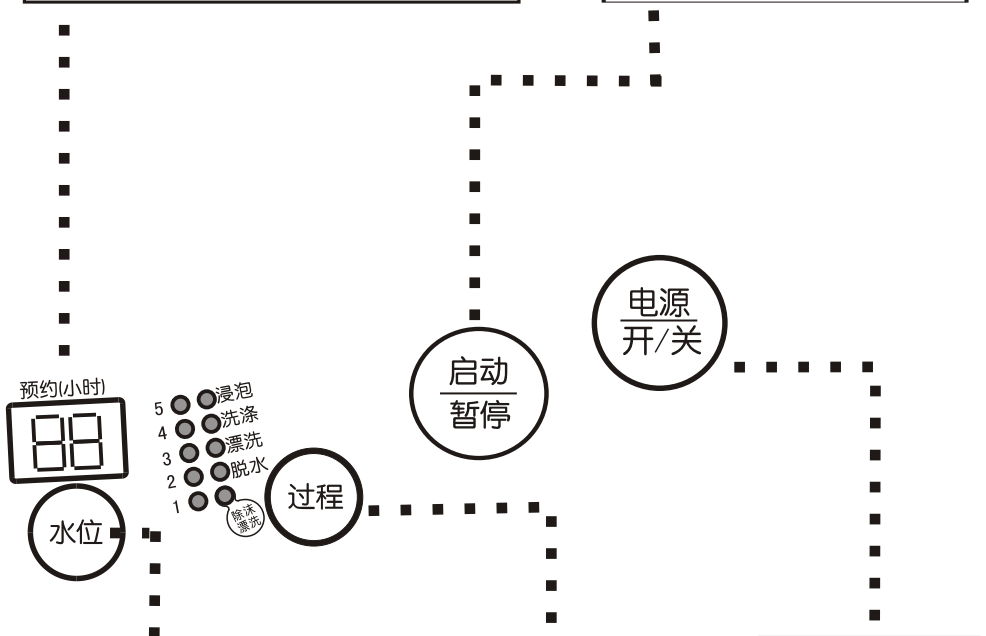 电源
开/关
启动
暂停
预约(小时)
88
5 浸泡
4 洗涤
3 漂洗
2 脱水
1
除沫
漂洗
过程
水位